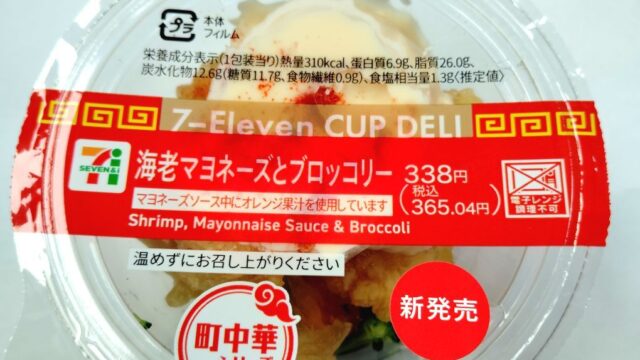 プラ
本体
フィルム
栄養成分表示(1包装当り)熱量310kcal、蛋白質6.9g、脂質26.0g、
炭水化物12.6g(糖質11.7g、食物繊維0.9g)、食塩相当量1.3g〈推定値〉
7-Eleven CUP DELI
SEVEN&i
海老マヨネーズとブロッコリー 338円
(税込
365.04円)
マヨネーズソース中にオレンジ果汁を使用しています
Shrimp, Mayonnaise Sauce & Broccoli
電子レンジ
調理不可
温めずにお召し上がりください
町中華
新発売